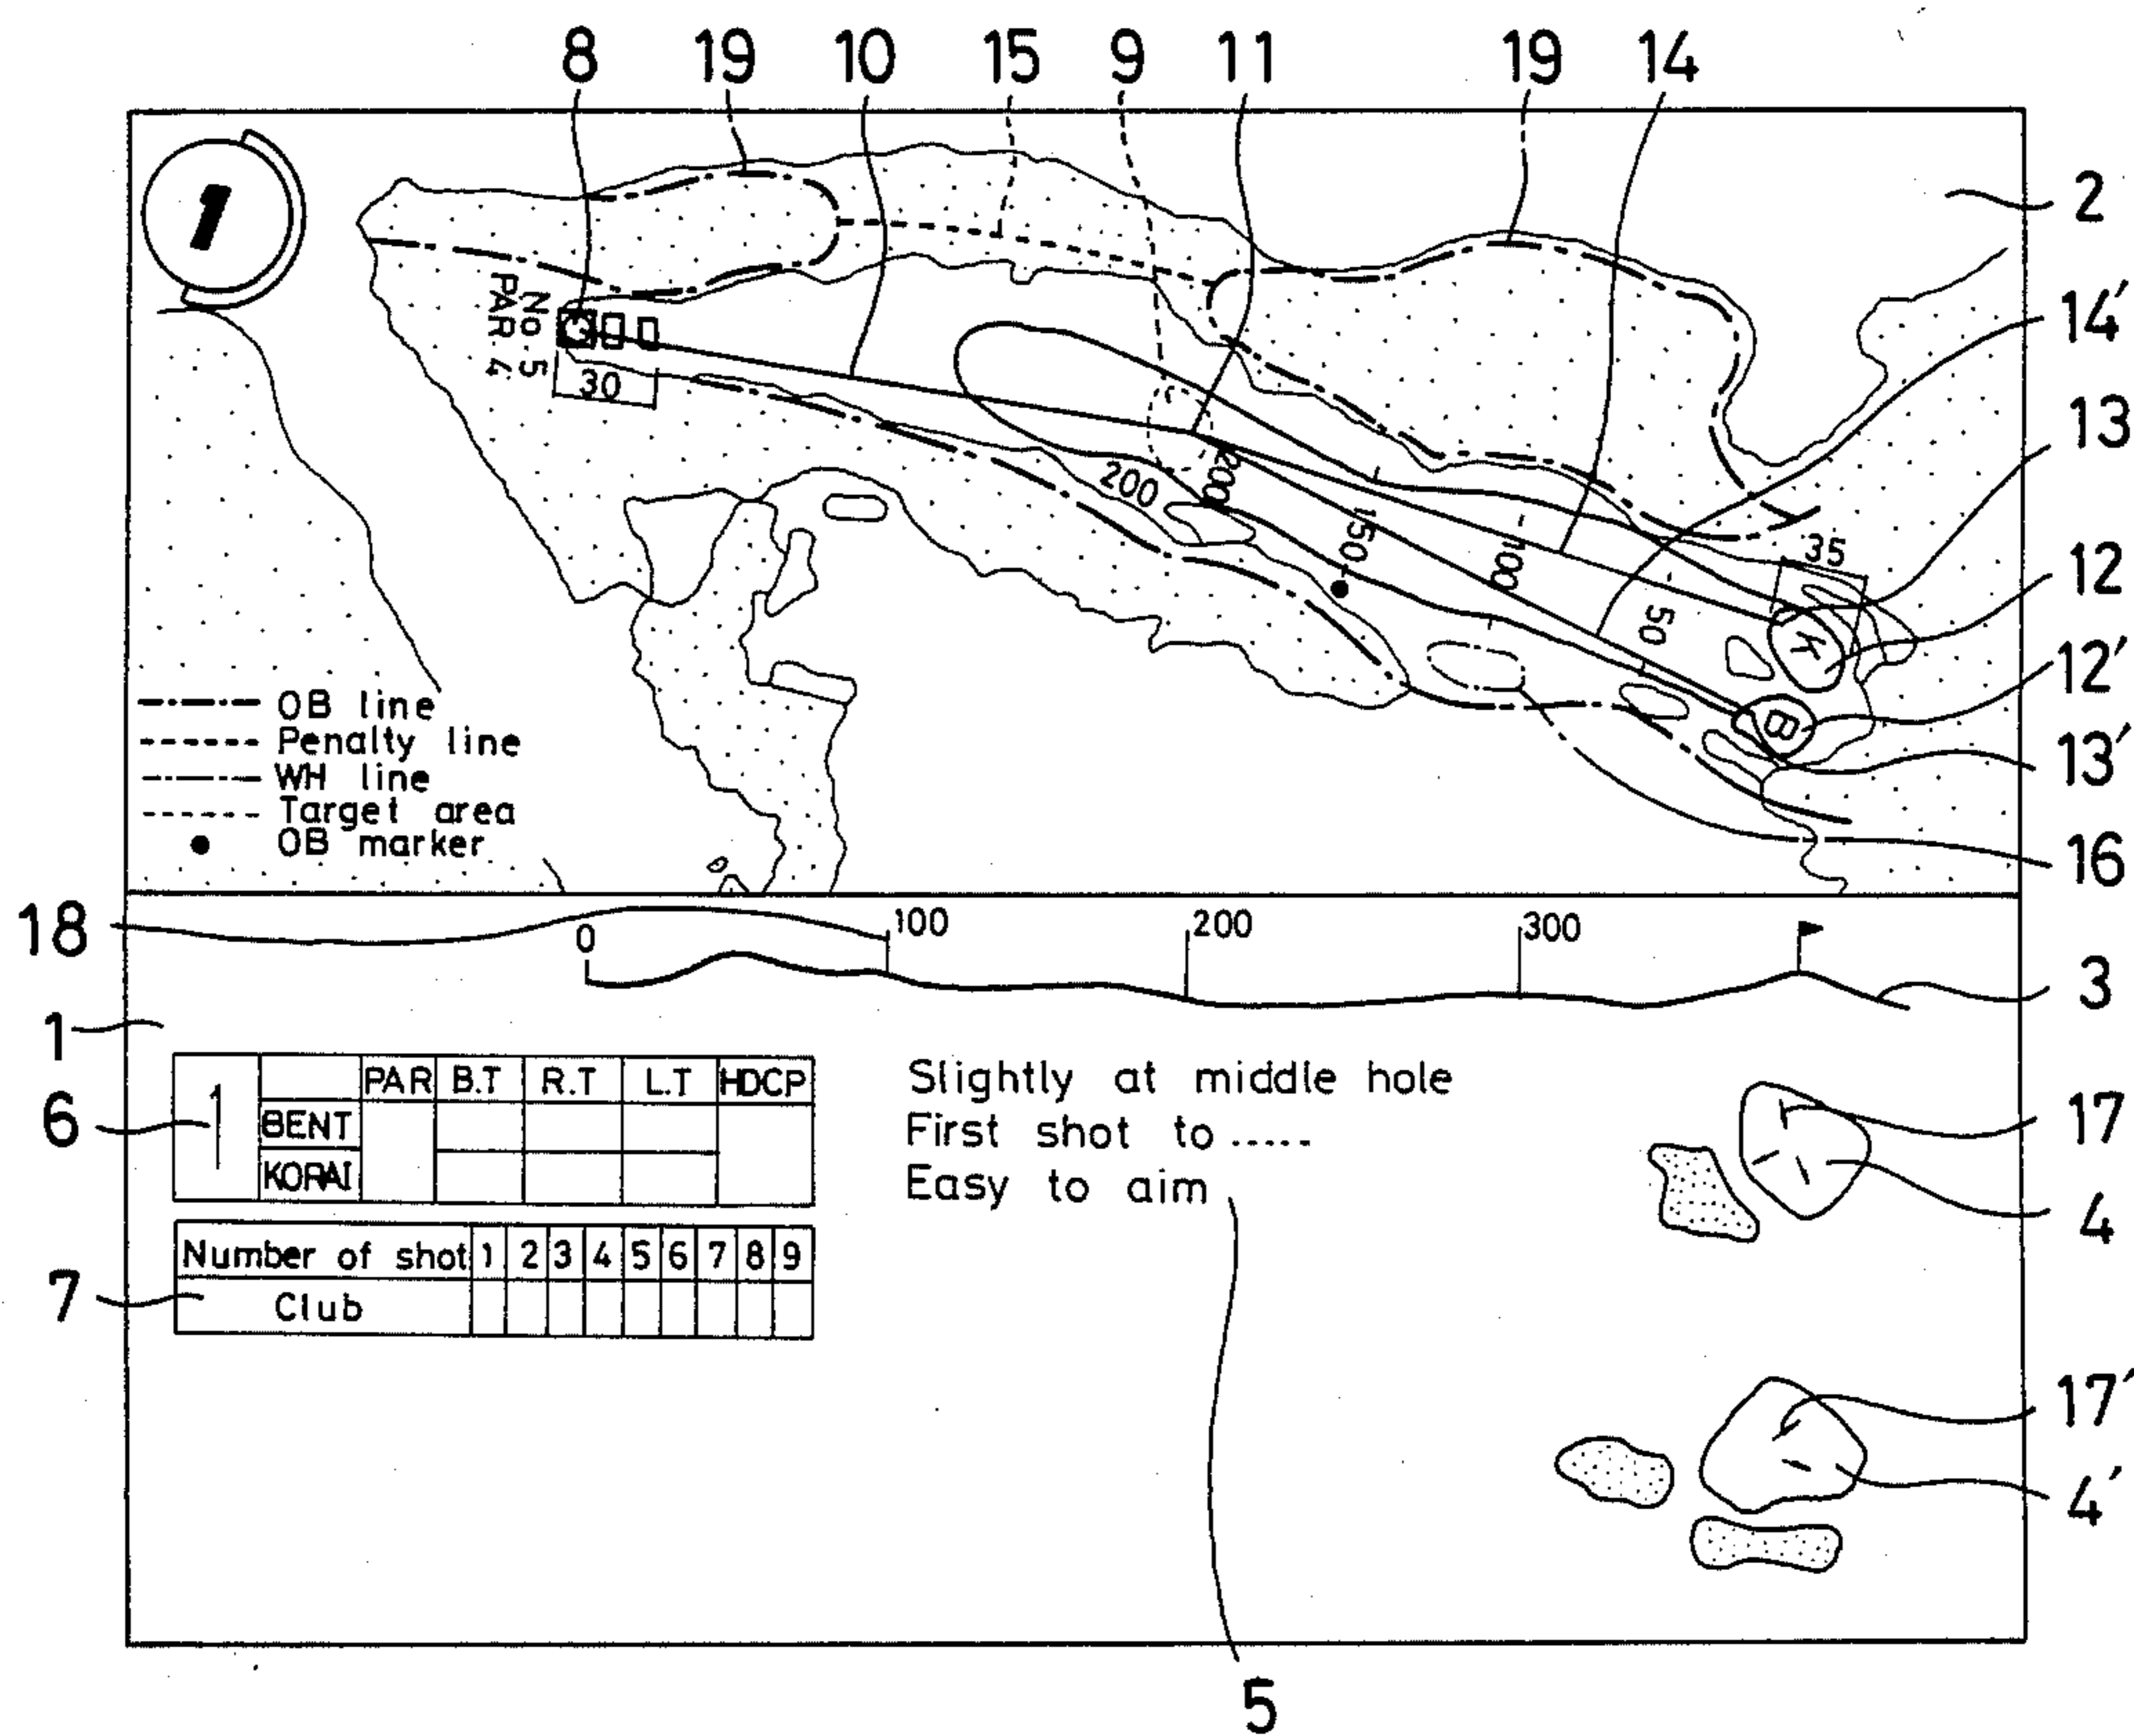 8 19 10 15 9 11 19 14
1
2
14'
No 5
PAR 4
30
13
200
200
150
100
50
35
12
K
12'
B
13'
OB line
Penalty line
WH line
Target area
OB marker
16
18
0 100 200 300
3
1
6
1 PAR B.T R.T L.T HDCP
BENT
KORAI
Slightly at middle hole
First shot to .....
Easy to aim
17
4
7
Number of shot 1 2 3 4 5 6 7 8 9
Club
17'
4'
5